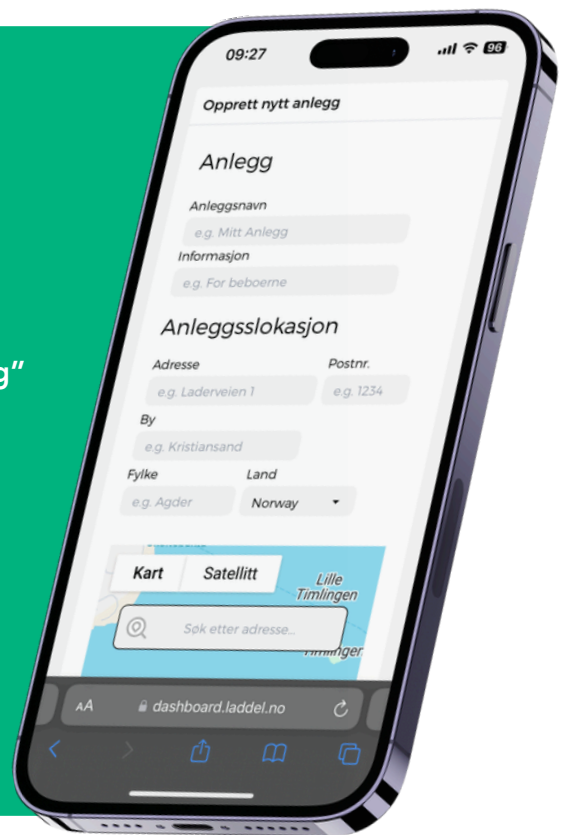 09:27
96
Opprett nytt anlegg
Anlegg
Anleggsnavn
e.g. Mitt Anlegg
Informasjon
e.g. For beboerne
Anleggsslokasjon
g”
Adresse Postnr.
e.g. Laderveien 1 e.g. 1234
By
e.g. Kristiansand
Fylke Land
e.g. Agder Norway
Kart Satellitt
Lille
Timlingen
Søk etter adresse...
AA dashboard.laddel.no